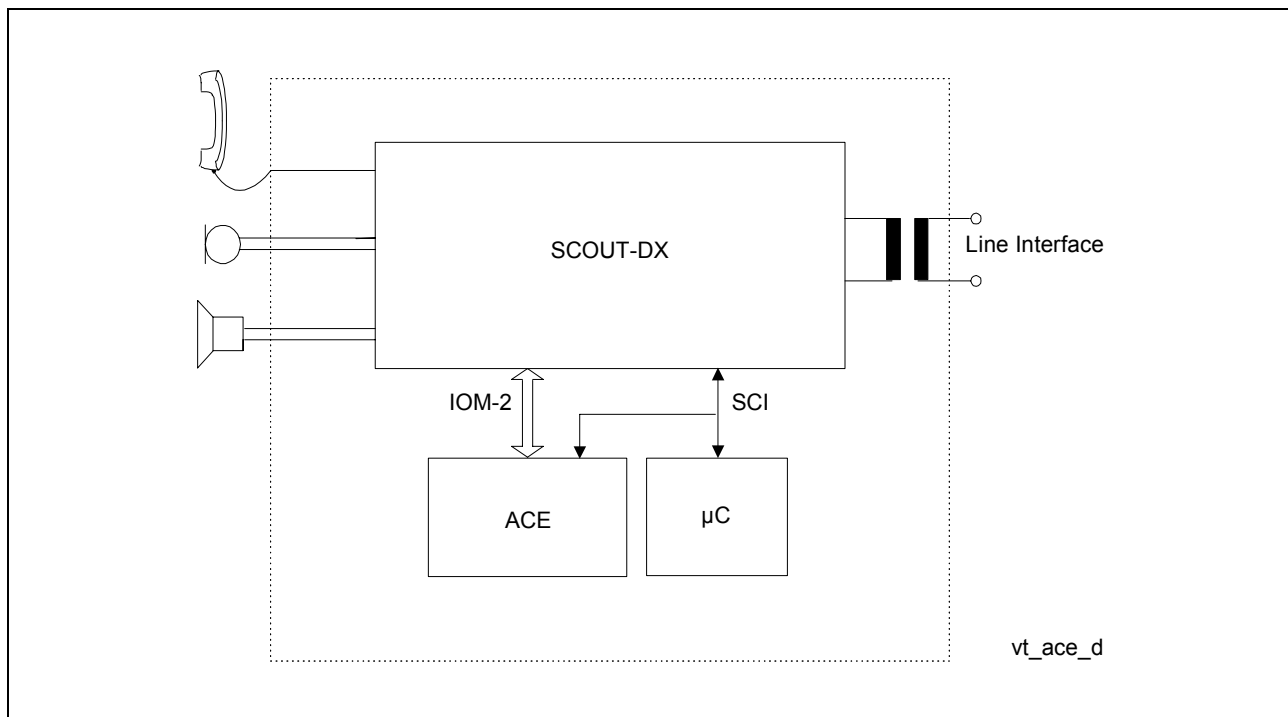 SCOUT-DX
Line Interface
IOM-2
SCI
ACE
µC
vt_ace_d